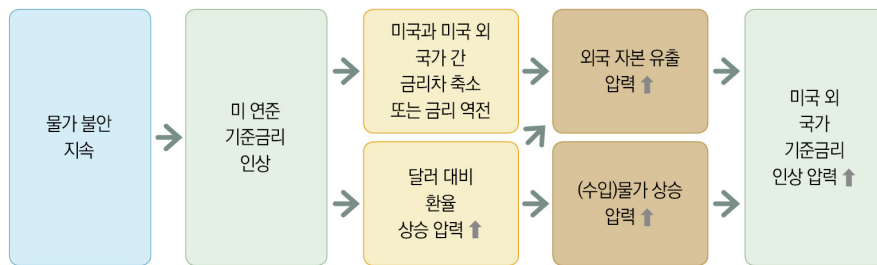 물가 불안
지속
미 연준
기준금리
인상
미국과 미국 외
국가 간
금리차 축소
또는 금리 역전
달러 대비
환율
상승 압력 ⬆
외국 자본 유출
압력 ⬆
(수입)물가 상승
압력 ⬆
미국 외
국가
기준금리
인상 압력 ⬆